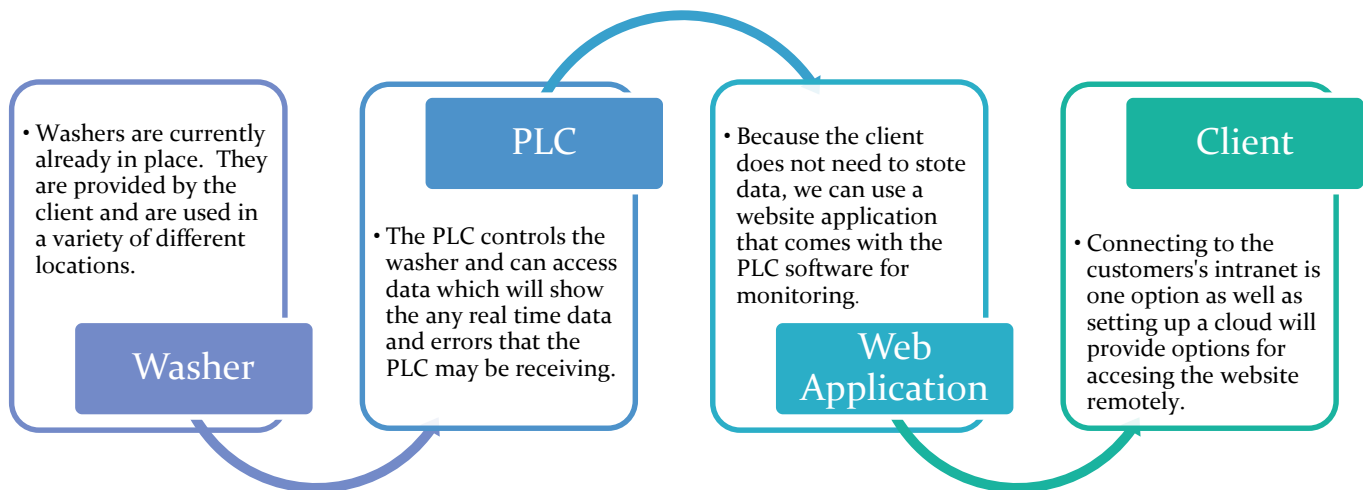 • Washers are currently
already in place.  They
are provided by the
client and are used in
a variety of different
locations.
Washer
PLC
• The PLC controls the
washer and can access
data which will show
the any real time data
and errors that the
PLC may be receiving.
• Because the client
does not need to stote
data, we can use a
website application
that comes with the
PLC software for
monitoring.
Web
Application
Client
• Connecting to the
customers's intranet is
one option as well as
setting up a cloud will
provide options for
accesing the website
remotely.